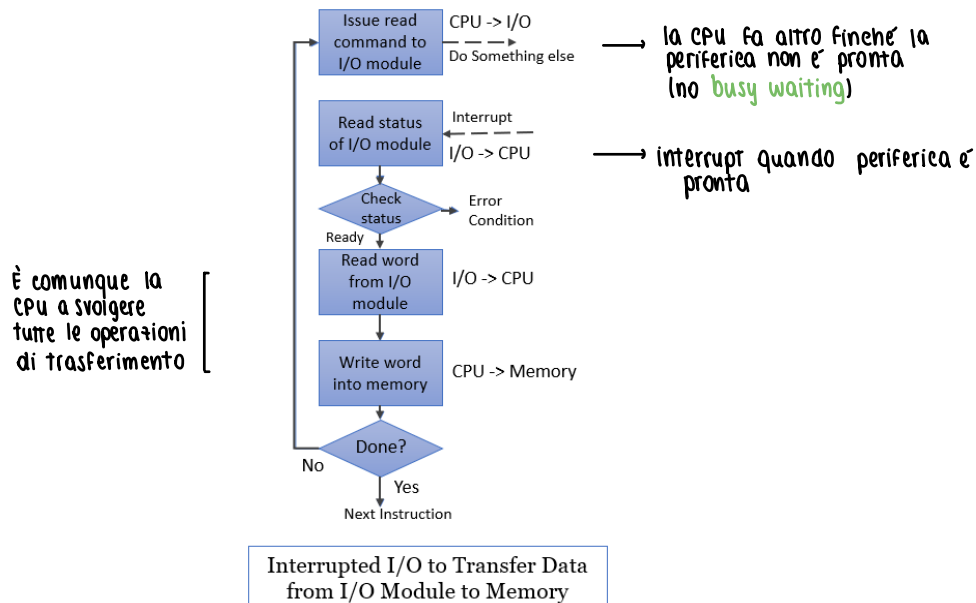 Issue read
command to
I/O module
CPU -> I/O
Do Something else
la CPU fa altro finché la
periferica non é pronta
(no busy waiting)
Read status
of I/O module
Interrupt
I/O -> CPU
interrupt quando periferica é
pronta
Check
status
Error
Condition
Ready
Read word
from I/O
module
I/O -> CPU
È comunque la
CPU a svolgere
tutte le operazioni
di trasferimento
Write word
into memory
CPU -> Memory
Done?
No
Yes
Next Instruction
Interrupted I/O to Transfer Data
from I/O Module to Memory